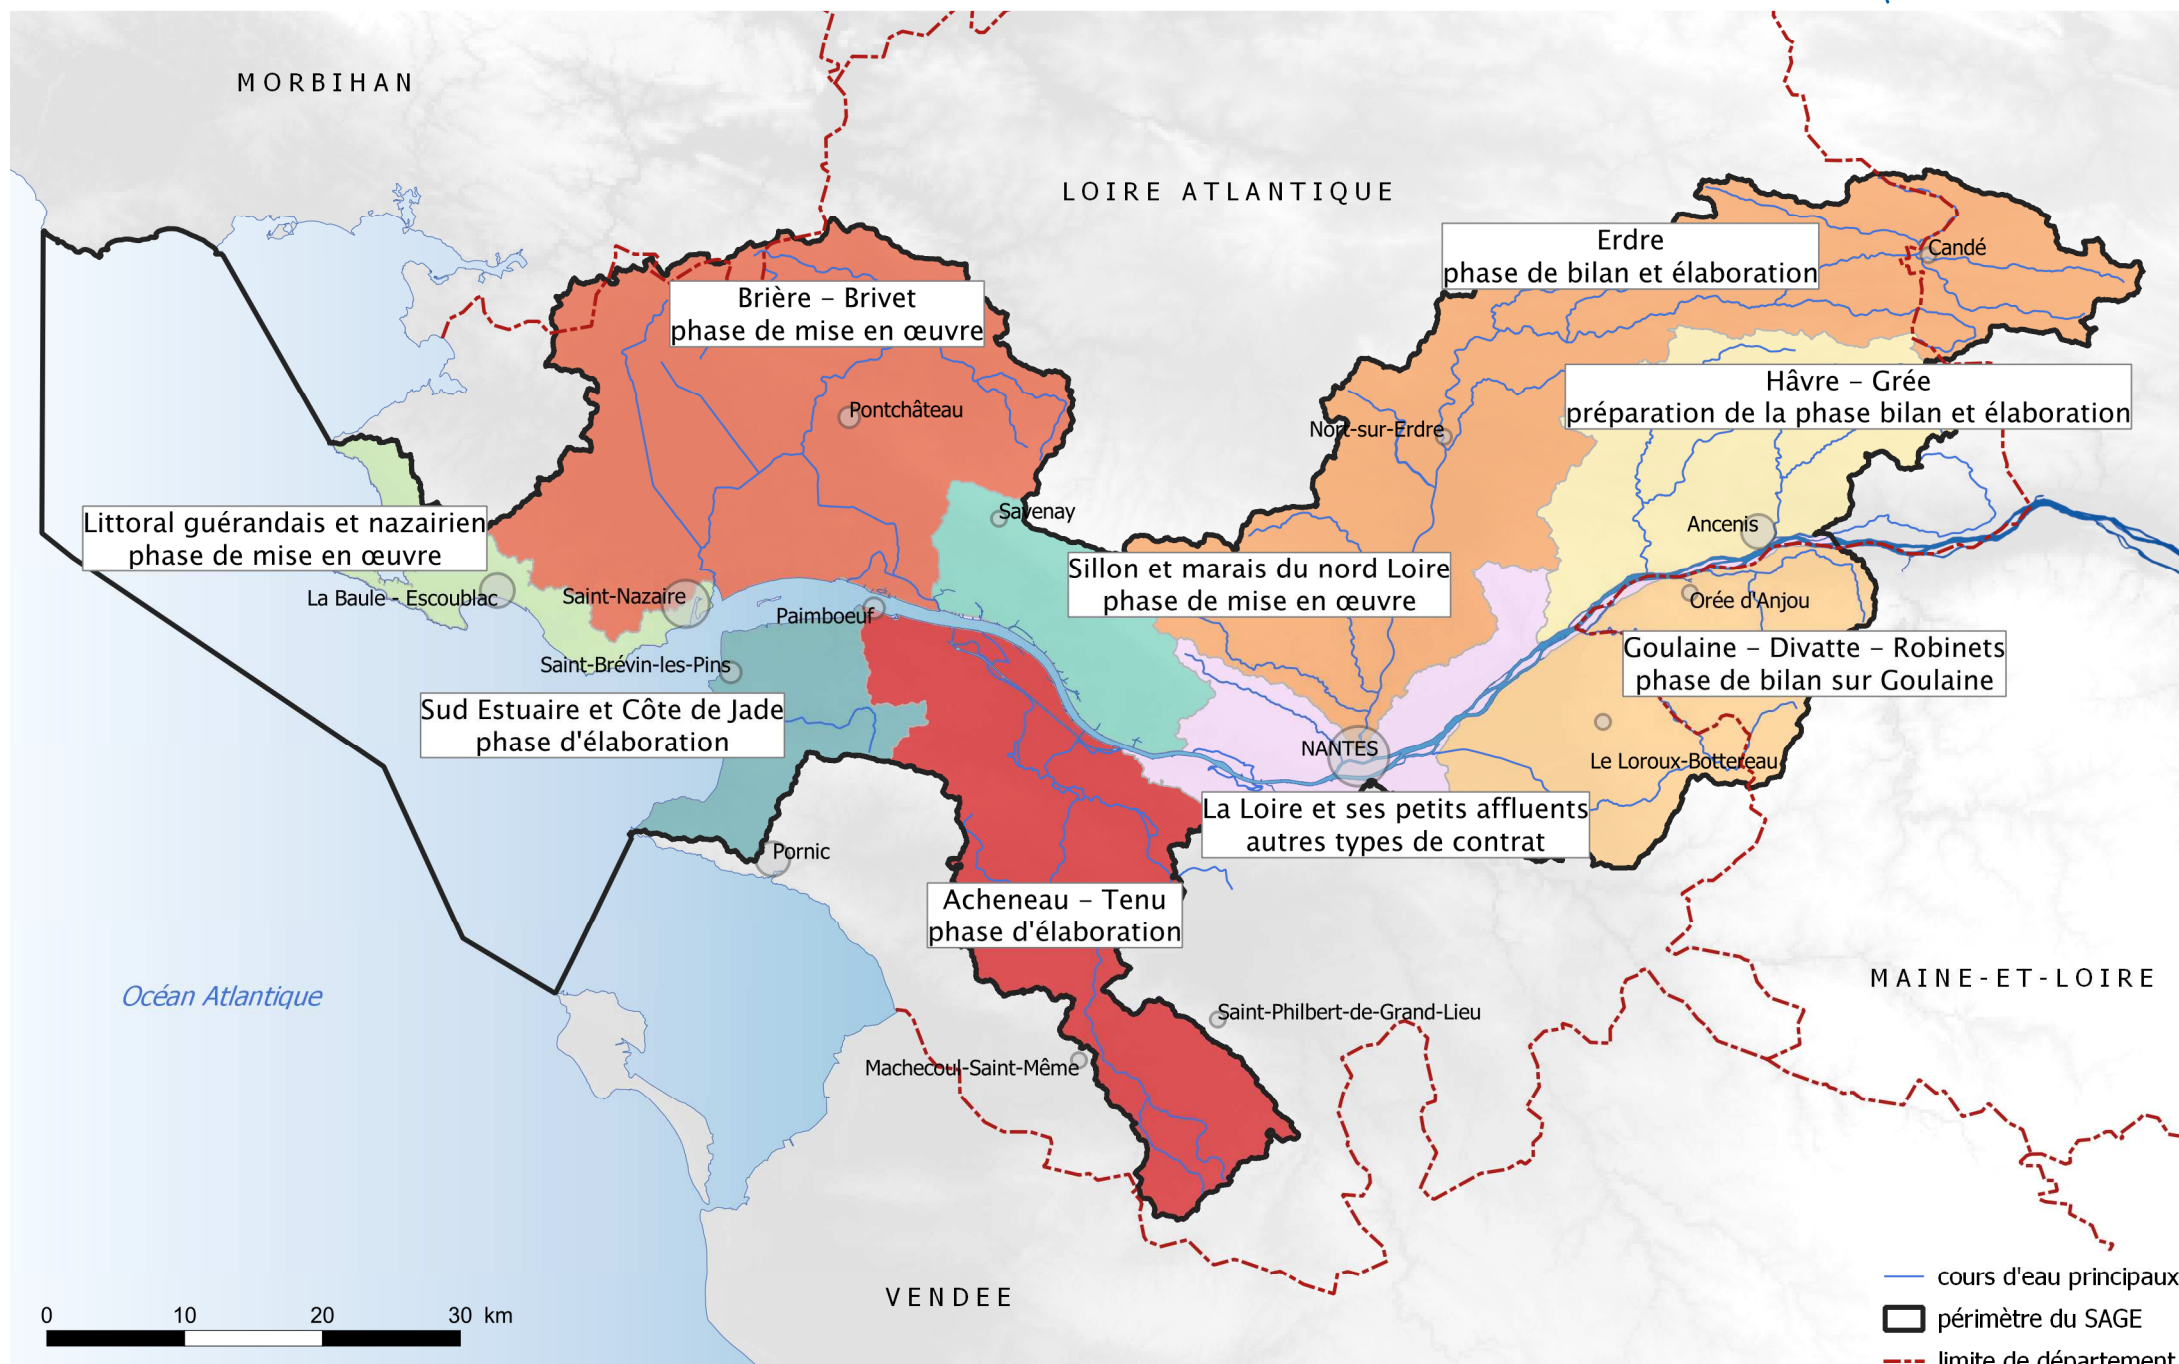 MORBIHAN
LOIRE ATLANTIQUE
Erdre
phase de bilan et élaboration
Candé
Brière – Brivet
phase de mise en œuvre
Hâvre – Grée
préparation de la phase bilan et élaboration
Pontchâteau
Nort-sur-Erdre
Savenay
Littoral guérandais et nazairien
phase de mise en œuvre
Ancenis
Sillon et marais du nord Loire
phase de mise en œuvre
La Baule - Escoublac
Saint-Nazaire
Paimboeuf
Orée d'Anjou
Saint-Brévin-les-Pins
Goulaine – Divatte – Robinets
phase de bilan sur Goulaine
Sud Estuaire et Côte de Jade
phase d'élaboration
NANTES
Le Loroux-Bottereau
La Loire et ses petits affluents
autres types de contrat
Pornic
Acheneau – Tenu
phase d'élaboration
Océan Atlantique
MAINE-ET-LOIRE
Saint-Philbert-de-Grand-Lieu
Machecoul-Saint-Même
VENDEE
0 10 20 30 km
cours d'eau principaux
périmètre du SAGE
limite de département